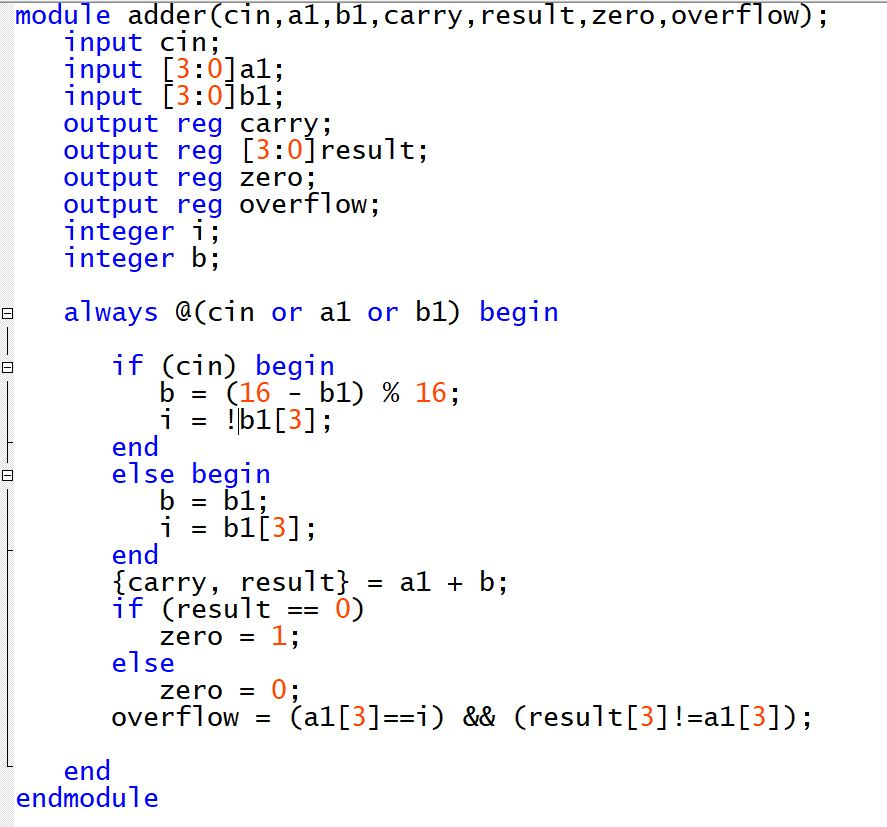 module adder(cin,a1,b1,carry,result,zero,overflow);
input cin;
input [3:0]a1;
input [3:0]b1;
output reg carry;
output reg [3:0]result;
output reg zero;
output reg overflow;
integer i;
integer b;
always @(cin or a1 or b1) begin
if (cin) begin
b = (16 - b1) % 16;
i = !b1[3];
end
else begin
b = b1;
i = b1[3];
end
{carry, result} = a1 + b;
if (result == 0)
zero = 1;
else
zero = 0;
overflow = (a1[3]==i) && (result[3]!=a1[3]);
end
endmodule